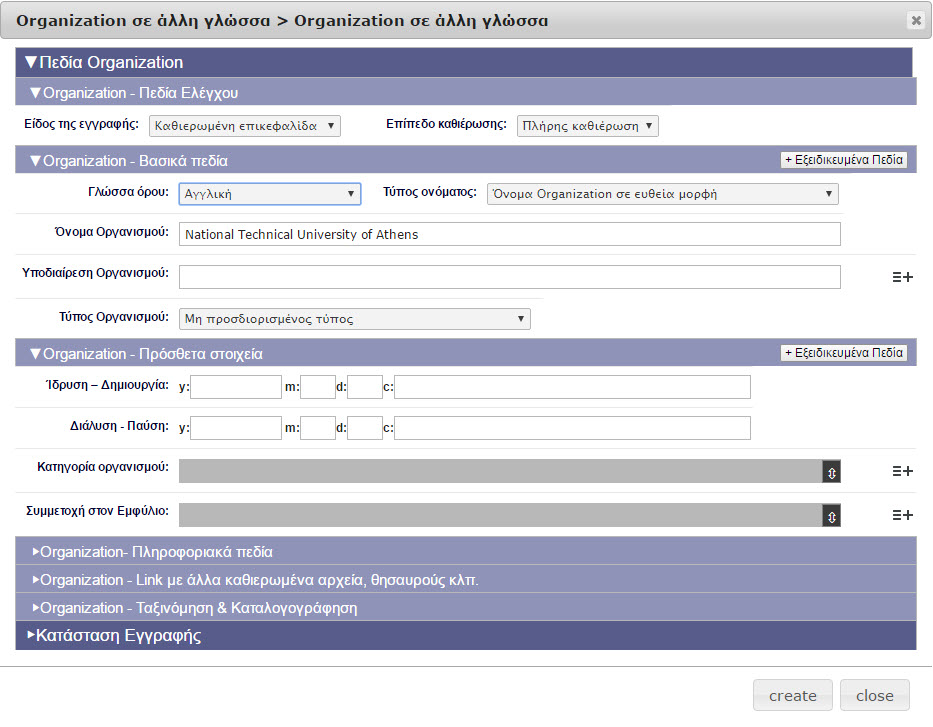 Organization σε άλλη γλώσσα > Organization σε άλλη γλώσσα
▼Πεδία Organization
▼Organization - Πεδία Ελέγχου
Είδος της εγγραφής: Καθιερωμένη επικεφαλίδα Επίπεδο καθιέρωσης: Πλήρης καθιέρωση
▼Organization - Βασικά πεδία + Εξειδικευμένα Πεδία
Γλώσσα όρου: Αγγλική Τύπος ονόματος: Όνομα Organization σε ευθεία μορφή
Όνομα Οργανισμού: National Technical University of Athens
Υποδιαίρεση Οργανισμού:
Τύπος Οργανισμού: Μη προσδιορισμένος τύπος
▼Organization - Πρόσθετα στοιχεία + Εξειδικευμένα Πεδία
Ίδρυση – Δημιουργία: y: m: d: c:
Διάλυση - Παύση: y: m: d: c:
Κατηγορία οργανισμού:
Συμμετοχή στον Εμφύλιο:
▸Organization- Πληροφοριακά πεδία
▸Organization - Link με άλλα καθιερωμένα αρχεία, θησαυρούς κλπ.
▸Organization - Ταξινόμηση & Καταλογογράφηση
▸Κατάσταση Εγγραφής
create close